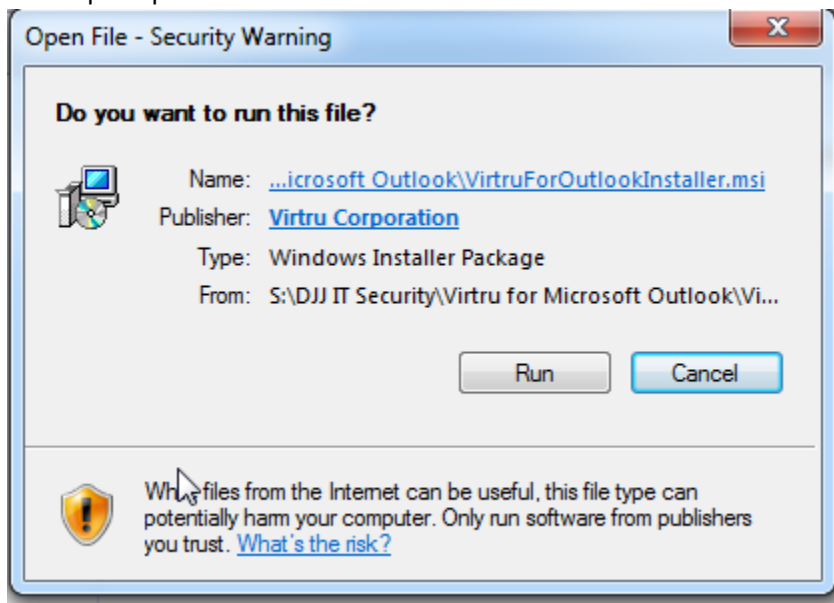 Open File - Security Warning
Do you want to run this file?
Name: ...icrosoft Outlook\VirtruForOutlookInstaller.msi
Publisher: Virtru Corporation
Type: Windows Installer Package
From: S:\DJJ IT Security\Virtru for Microsoft Outlook\Vi...
Run Cancel
files from the Internet can be useful, this file type can
potentially harm your computer. Only run software from publishers
you trust. What's the risk?